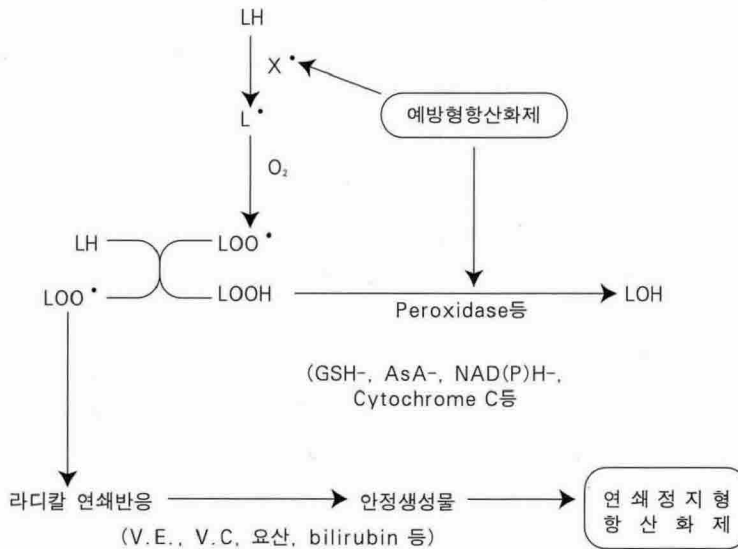 LH
X •
예방형항산화제
L •
O₂
LH LOO •
LOO • LOOH LOH
Peroxidase등
(GSH-, AsA-, NAD(P)H-,
Cytochrome C등
라디칼 연쇄반응 안정생성물 연 쇄 정 지 형
항 산 화 제
(V.E., V.C, 요산, bilirubin 등)